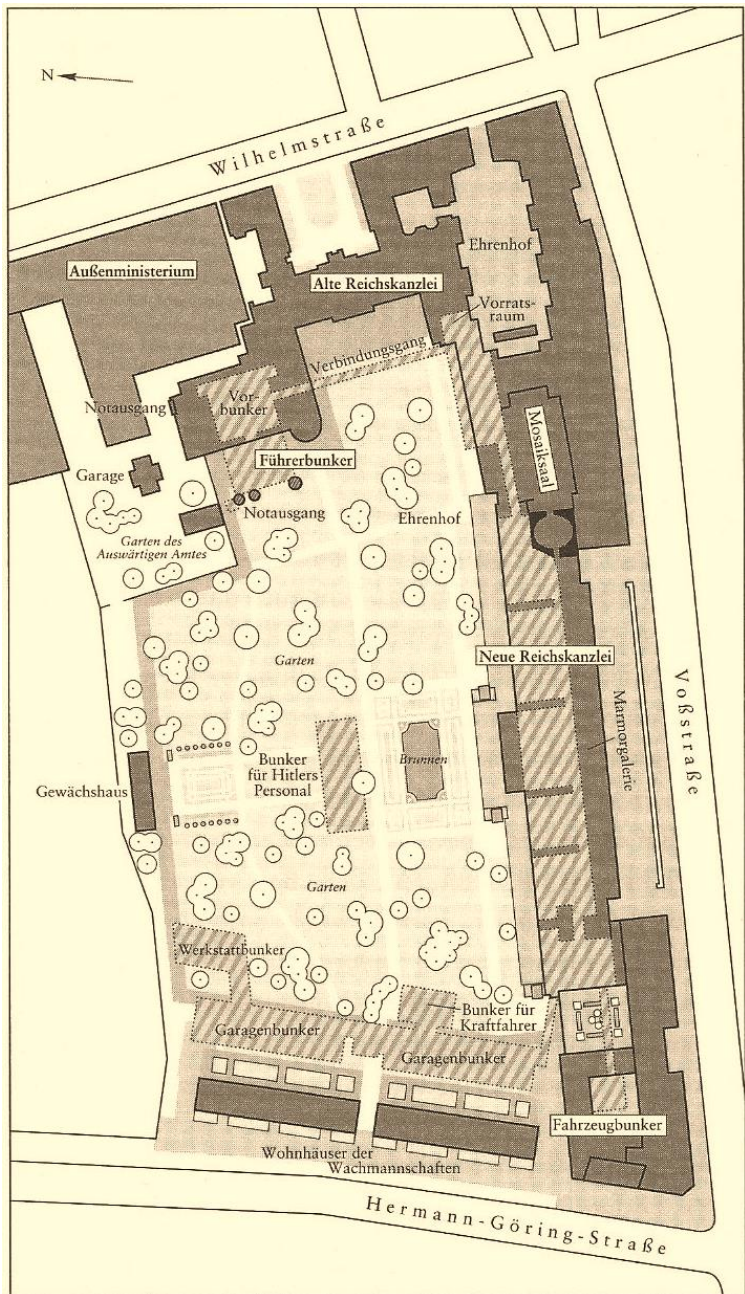 N
Wilhelmstraße
Ehrenhof
Außenministerium
Alte Reichskanzlei
Vorrats-
raum
Verbindungsgang
Notausgang
Vor-
bunker
Mosaiksaal
Führerbunker
Garage
Notausgang
Ehrenhof
Garten des
Auswärtigen Amtes
Garten
Neue Reichskanzlei
Voßstraße
Marmorgalerie
Bunker
für Hitlers
Personal
Brunnen
Gewächshaus
Garten
Werkstattbunker
Bunker für
Kraftfahrer
Garagenbunker
Garagenbunker
Fahrzeugbunker
Wohnhäuser der
Wachmannschaften
Hermann-Göring-Straße